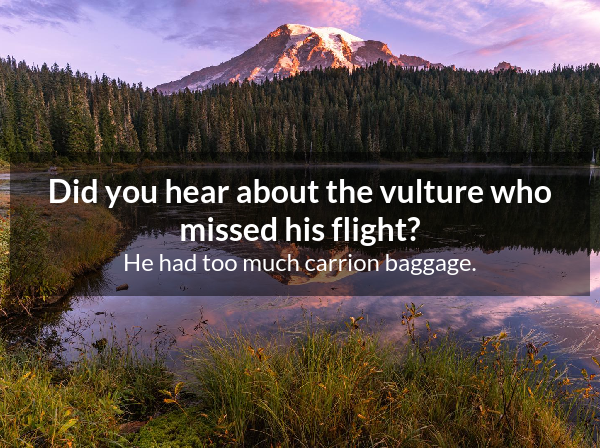 Did you hear about the vulture who
missed his flight?
He had too much carrion baggage.